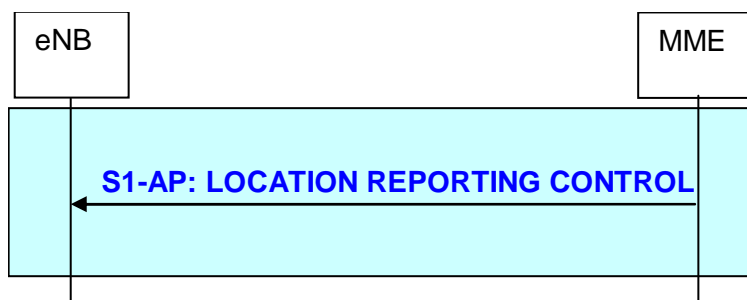 eNB
MME
S1-AP: LOCATION REPORTING CONTROL